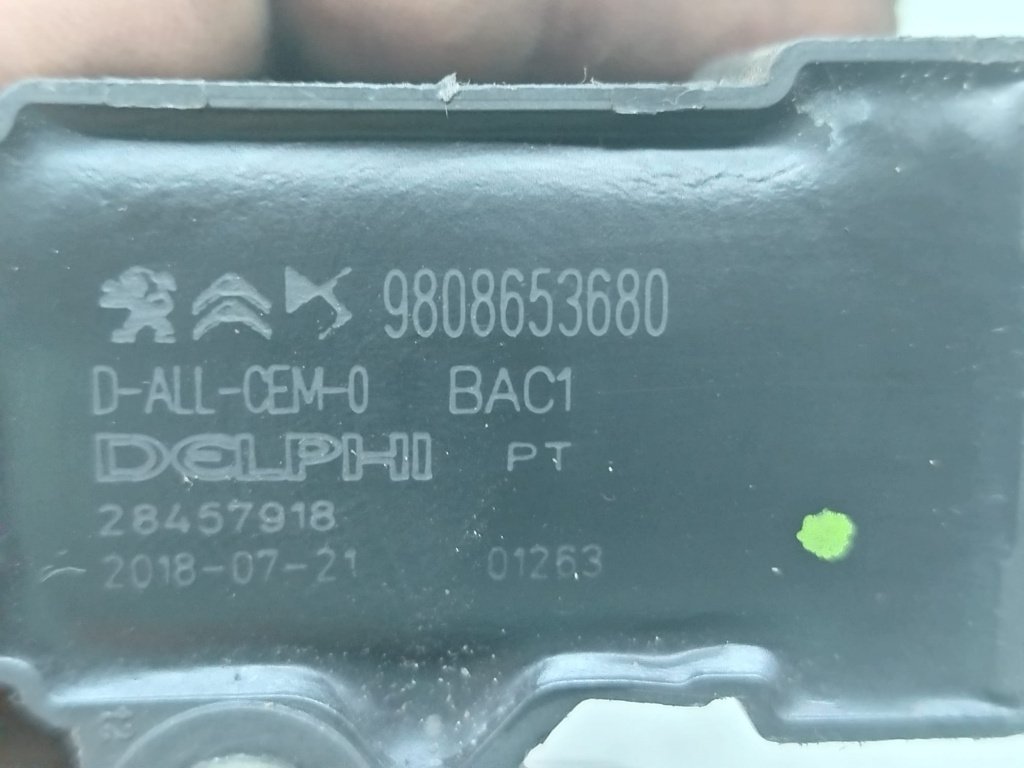 9808653680
D-ALL-CEM-0 BAC1
DELPHI PT
28457918
2018-07-21 01263